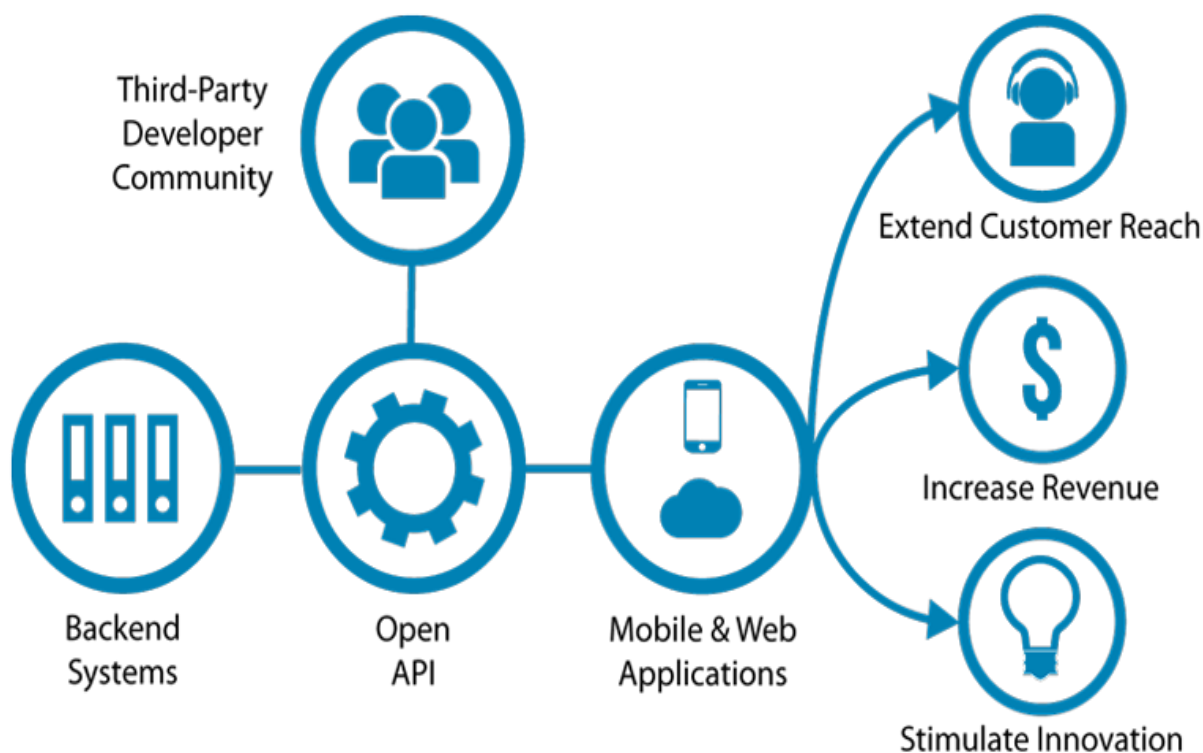 Third-Party
Developer
Community
Extend Customer Reach
$
Increase Revenue
Backend
Systems
Open
API
Mobile & Web
Applications
Stimulate Innovation